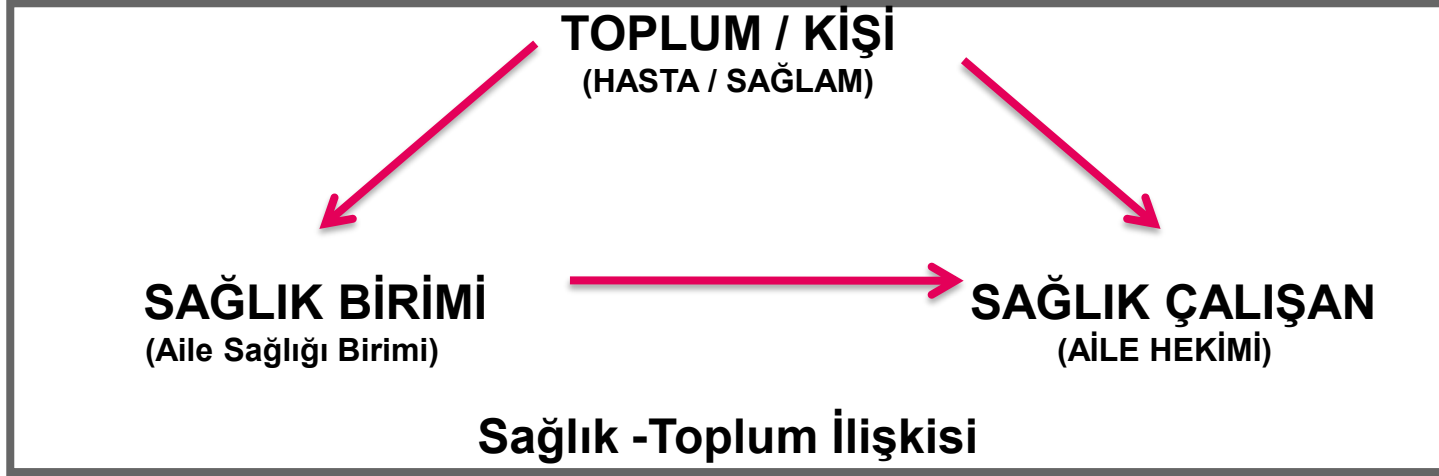 TOPLUM / KİŞİ
(HASTA / SAĞLAM)
SAĞLIK BİRİMİ
(Aile Sağlığı Birimi)
SAĞLIK ÇALIŞAN
(AİLE HEKİMİ)
Sağlık -Toplum İlişkisi